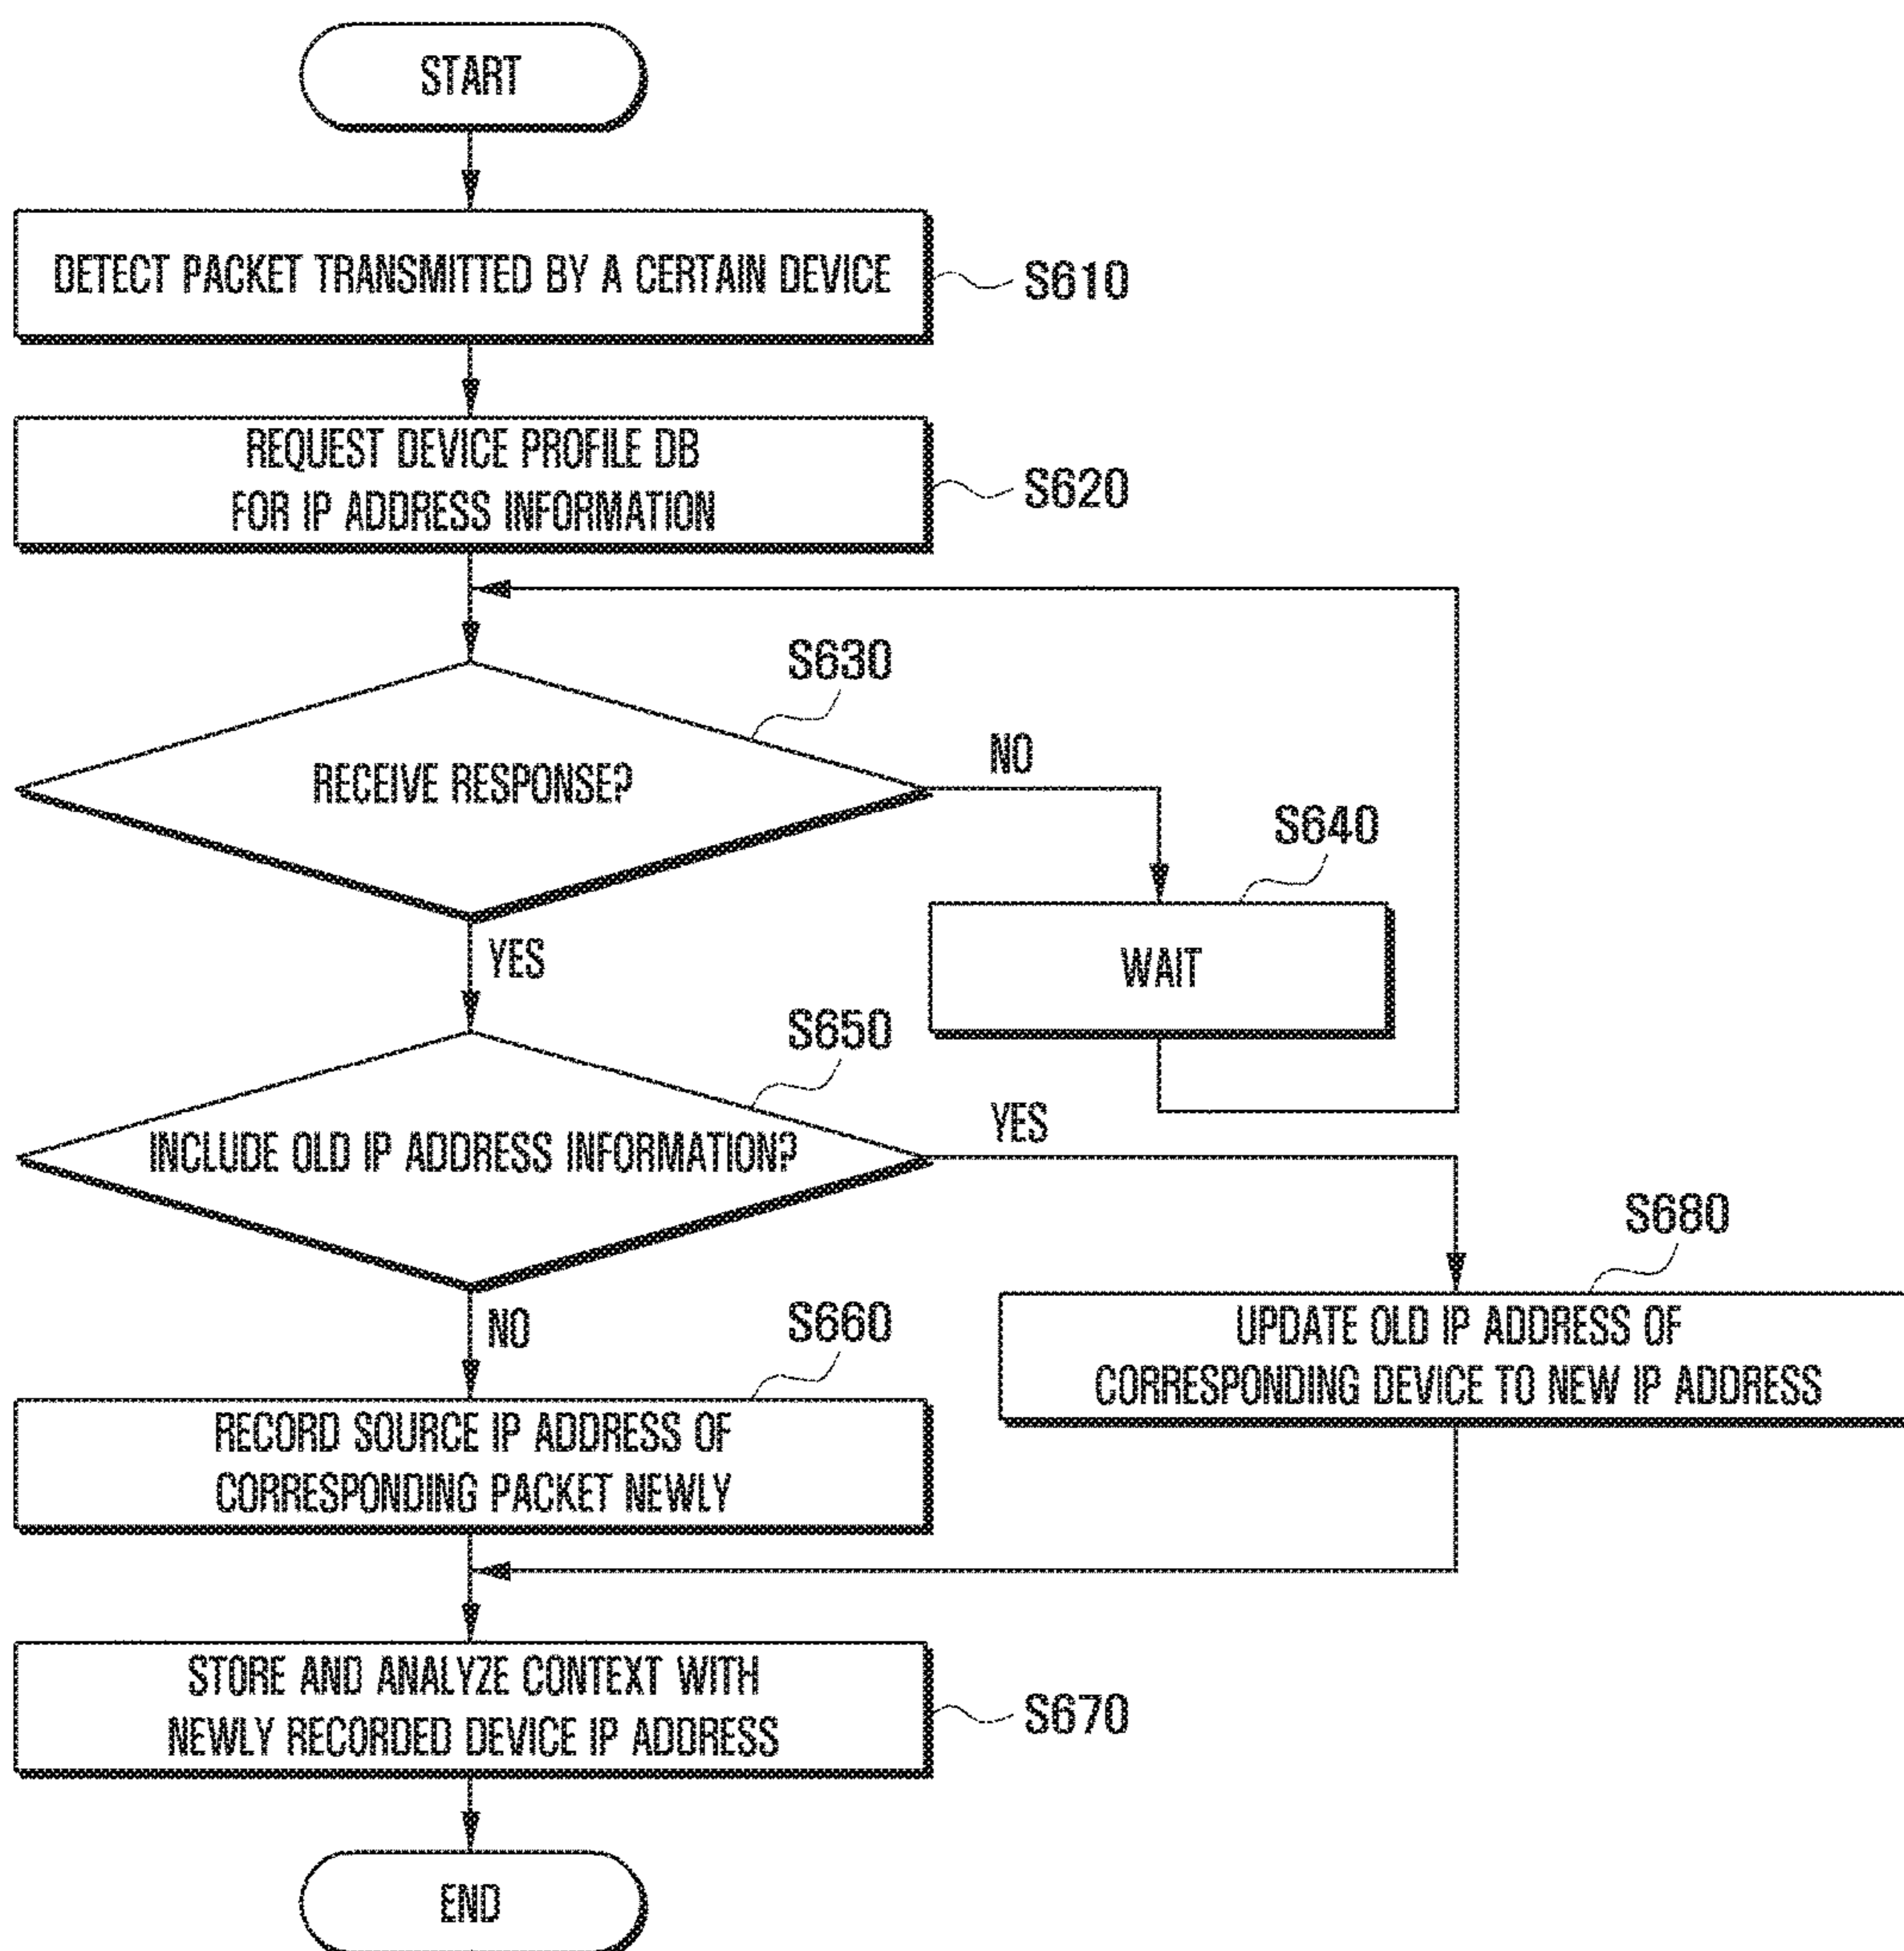 START
DETECT PACKET TRANSMITTED BY A CERTAIN DEVICE
S610
REQUEST DEVICE PROFILE DB
FOR IP ADDRESS INFORMATION
S620
S630
RECEIVE RESPONSE?
NO
S640
WAIT
YES
S650
INCLUDE OLD IP ADDRESS INFORMATION?
YES
S680
UPDATE OLD IP ADDRESS OF
CORRESPONDING DEVICE TO NEW IP ADDRESS
NO
S660
RECORD SOURCE IP ADDRESS OF
CORRESPONDING PACKET NEWLY
STORE AND ANALYZE CONTEXT WITH
NEWLY RECORDED DEVICE IP ADDRESS
S670
END